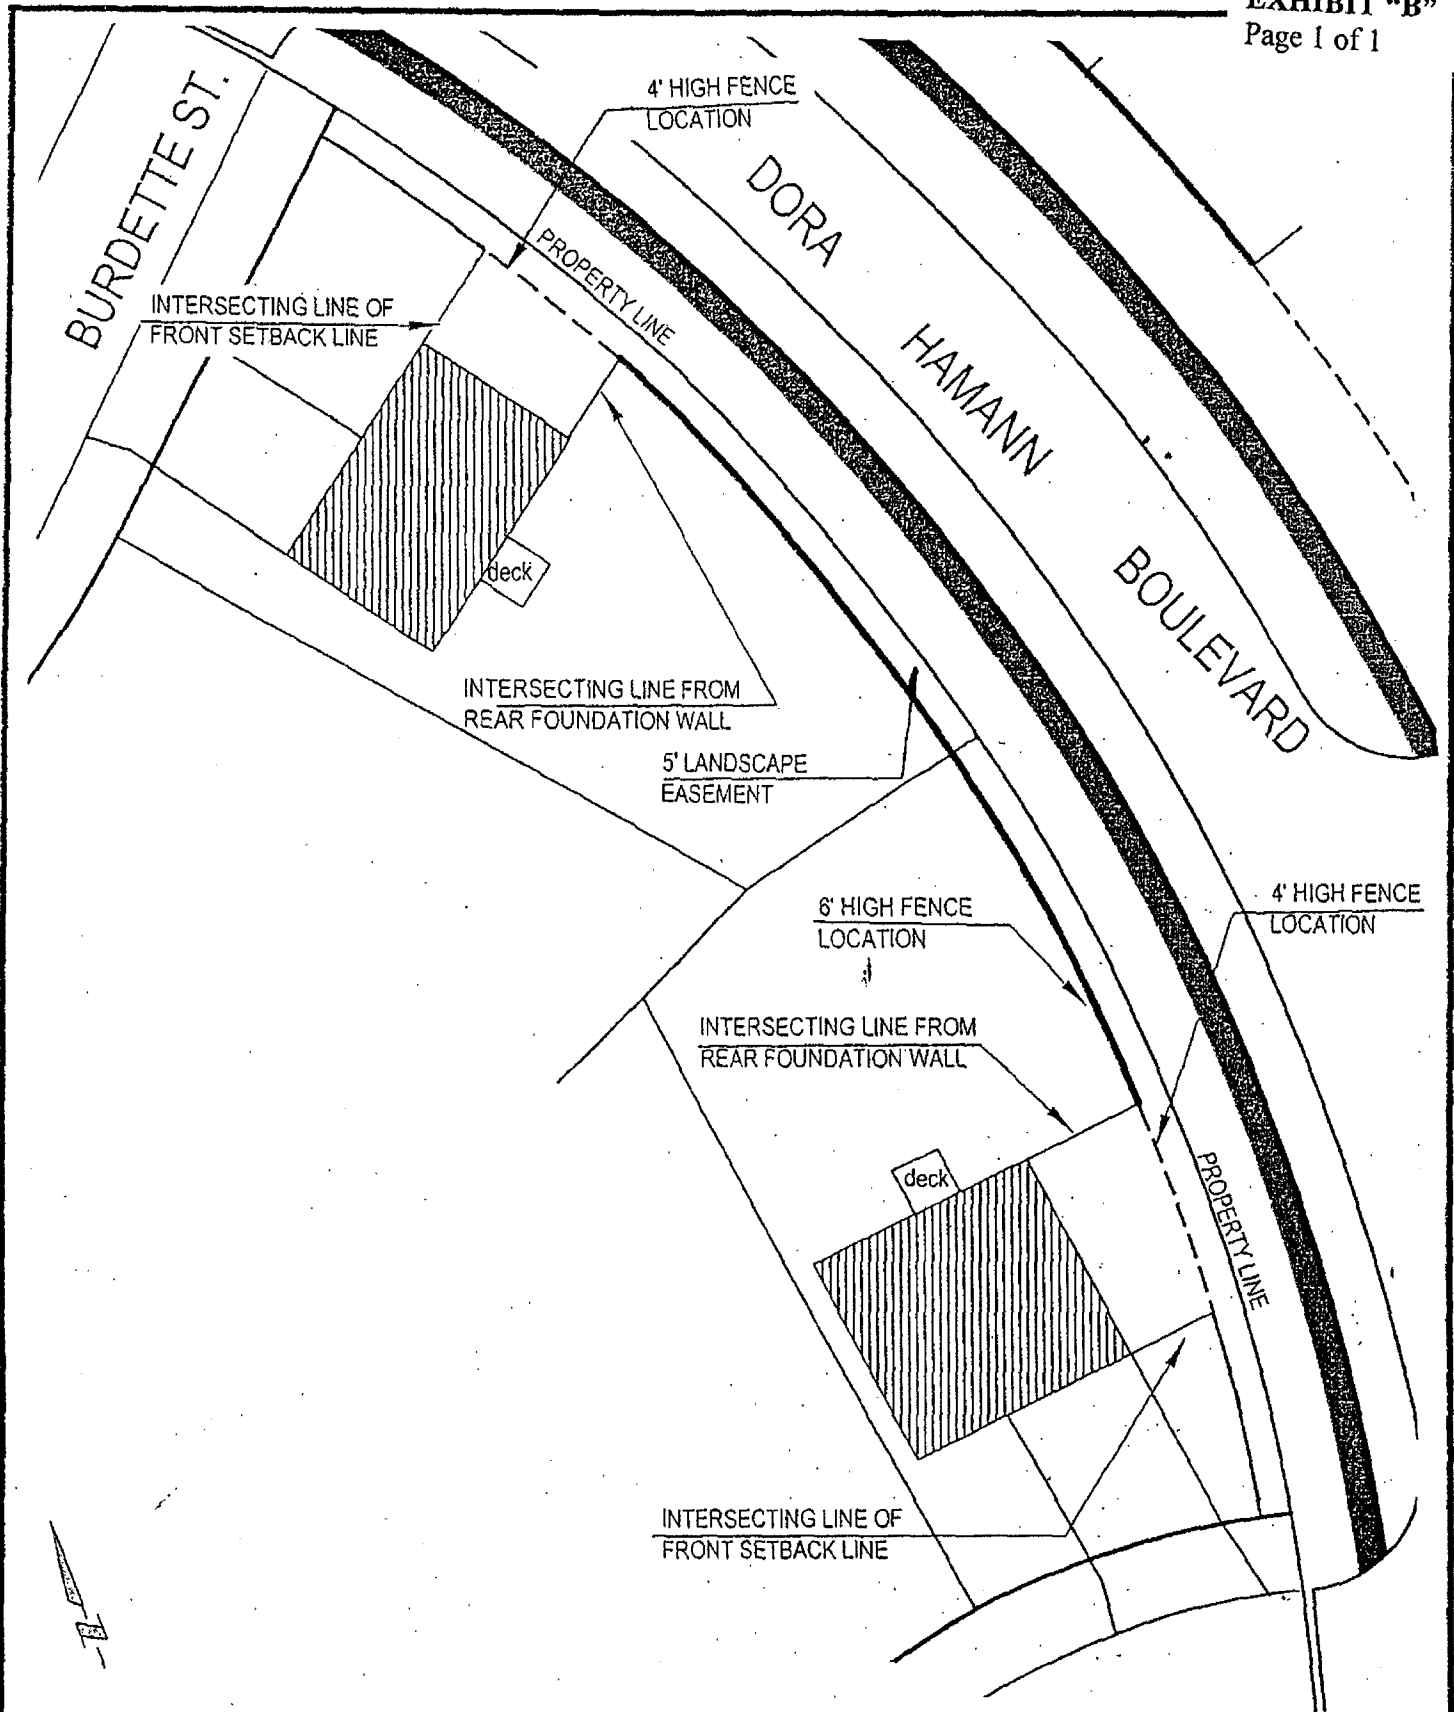 EXHIBIT "B"
Page 1 of 1
BURDETTE ST.
4' HIGH FENCE
LOCATION
DORA
HAMANN
BOULEVARD
PROPERTY LINE
INTERSECTING LINE OF
FRONT SETBACK LINE
deck
INTERSECTING LINE FROM
REAR FOUNDATION WALL
5' LANDSCAPE
EASEMENT
6' HIGH FENCE
LOCATION
4' HIGH FENCE
LOCATION
INTERSECTING LINE FROM
REAR FOUNDATION WALL
deck
PROPERTY LINE
INTERSECTING LINE OF
FRONT SETBACK LINE
Z